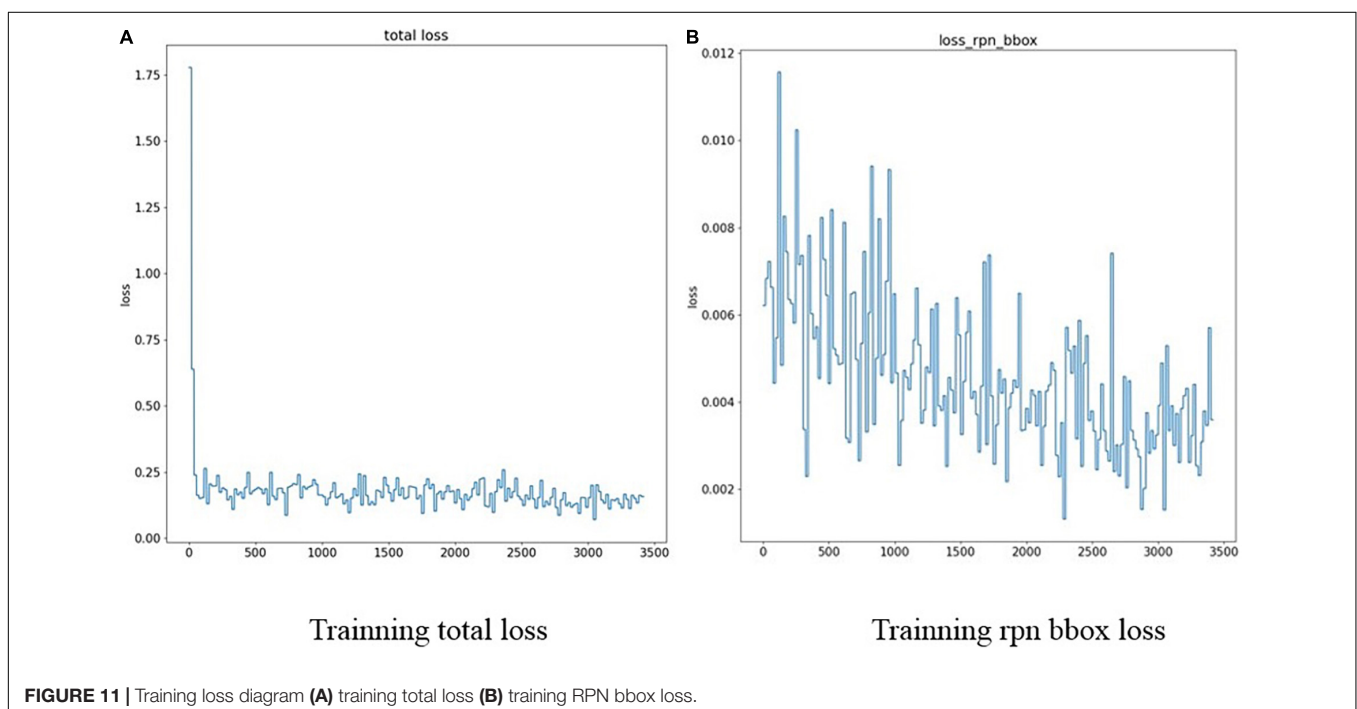 A
total loss
1.75
1.50
1.25
1.00
0.75
0.50
0.25
0.00
loss
0 500 1000 1500 2000 2500 3000 3500
Trainning total loss
B
loss_rpn_bbox
0.012
0.010
0.008
0.006
0.004
0.002
loss
0 500 1000 1500 2000 2500 3000 3500
Trainning rpn bbox loss
FIGURE 11 | Training loss diagram (A) training total loss (B) training RPN bbox loss.